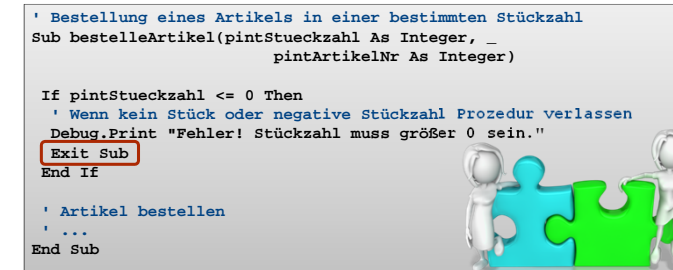 ' Bestellung eines Artikels in einer bestimmten Stückzahl
Sub bestelleArtikel(pintStueckzahl As Integer, _
pintArtikelNr As Integer)
If pintStueckzahl <= 0 Then
' Wenn kein Stück oder negative Stückzahl Prozedur verlassen
Debug.Print "Fehler! Stückzahl muss größer 0 sein."
Exit Sub
End If
' Artikel bestellen
' ...
End Sub